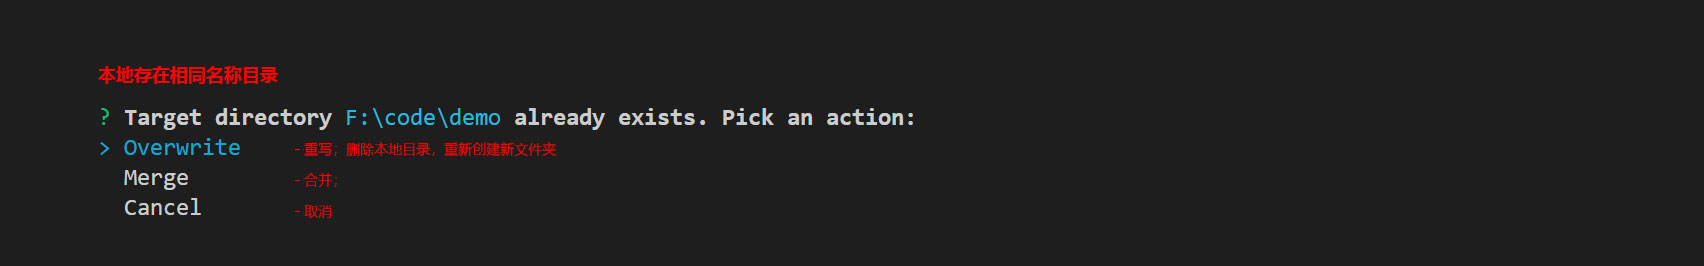 本地存在相同名称目录
? Target directory F:\code\demo already exists. Pick an action:
> Overwrite - 重写；删除本地目录，重新创建新文件夹
Merge - 合并；
Cancel - 取消